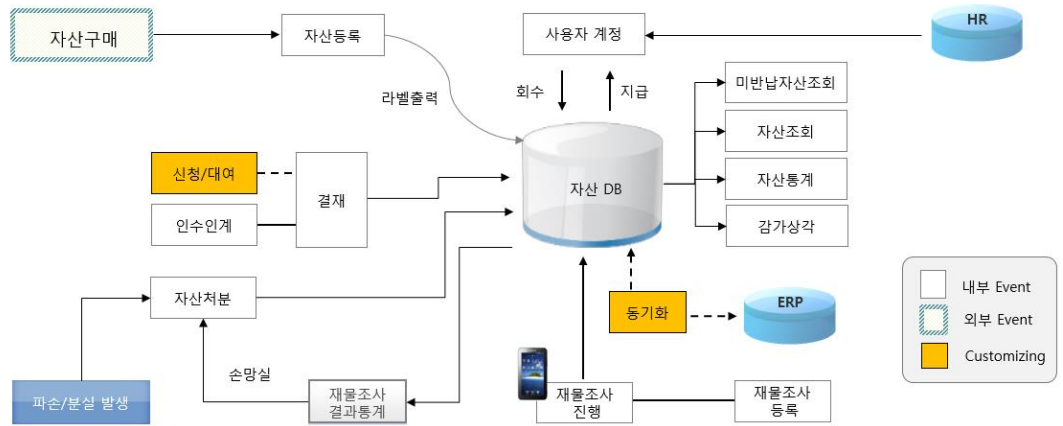 자산구매
자산등록
사용자 계정
HR
라벨출력
회수
지급
미반납자산조회
자산조회
자산통계
감가상각
신청/대여
인수인계
결재
자산 DB
자산처분
동기화
ERP
내부 Event
외부 Event
Customizing
손망실
파손/분실 발생
재물조사
결과통계
재물조사
진행
재물조사
등록